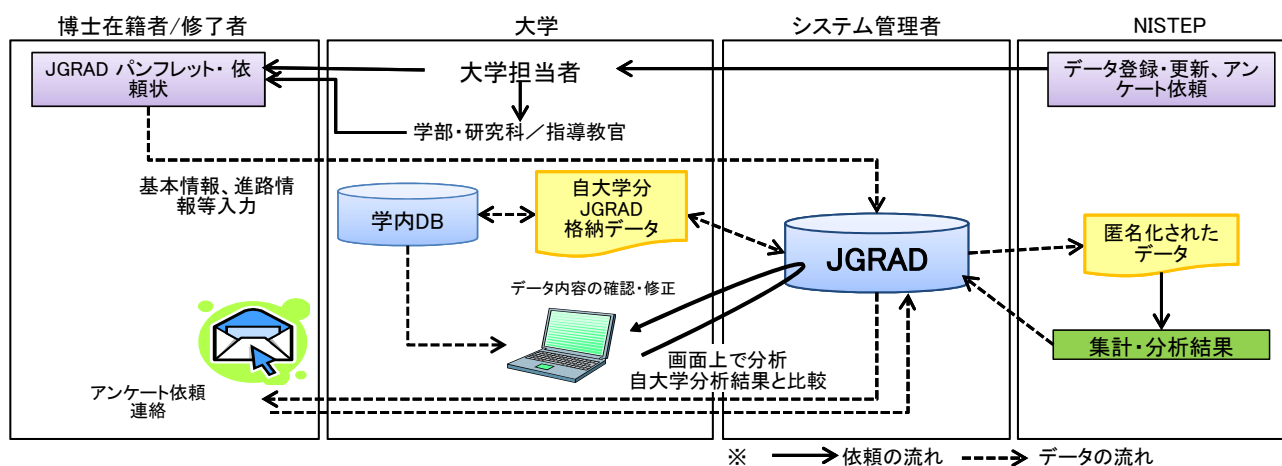 博士在籍者/修了者
大学
システム管理者
NISTEP
JGRAD パンフレット・ 依
頼状
大学担当者
データ登録・更新、アン
ケート依頼
学部・研究科／指導教官
基本情報、進路情
報等入力
学内DB
自大学分
JGRAD
格納データ
JGRAD
匿名化された
データ
データ内容の確認・修正
集計・分析結果
画面上で分析
自大学分析結果と比較
アンケート依頼
連絡
※ 依頼の流れ データの流れ